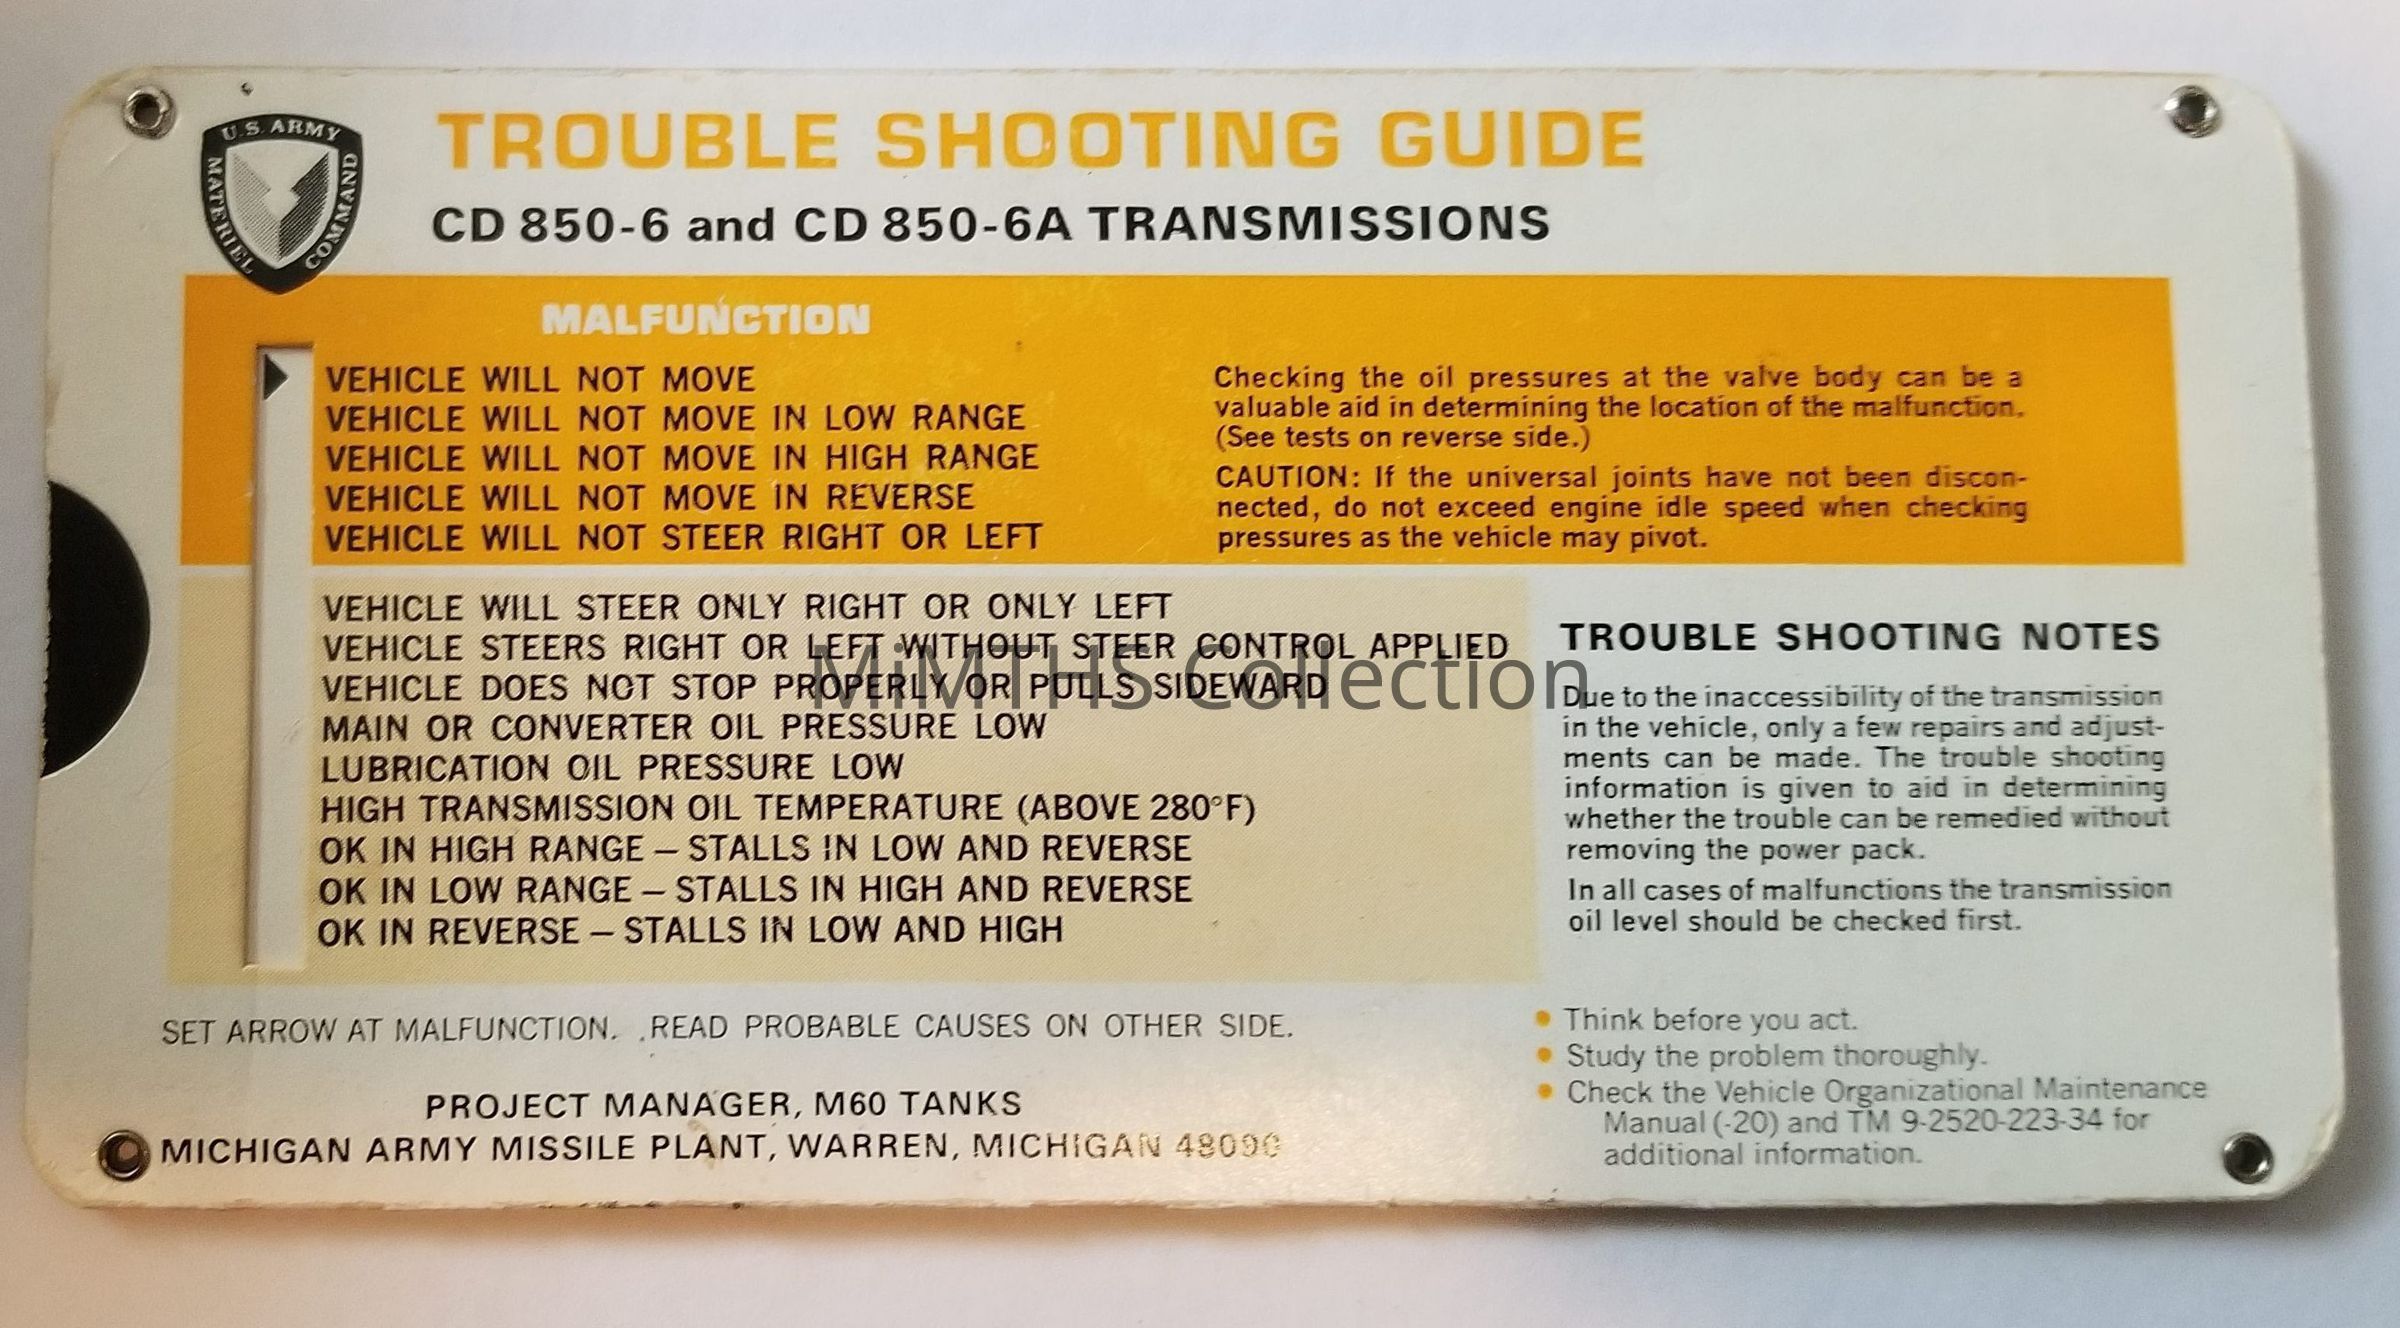 U.S. ARMY
MATERIEL COMMAND
TROUBLE SHOOTING GUIDE
CD 850-6 and CD 850-6A TRANSMISSIONS
MALFUNCTION
VEHICLE WILL NOT MOVE
VEHICLE WILL NOT MOVE IN LOW RANGE
VEHICLE WILL NOT MOVE IN HIGH RANGE
VEHICLE WILL NOT MOVE IN REVERSE
VEHICLE WILL NOT STEER RIGHT OR LEFT
Checking the oil pressures at the valve body can be a
valuable aid in determining the location of the malfunction.
(See tests on reverse side.)
CAUTION: If the universal joints have not been discon-
nected, do not exceed engine idle speed when checking
pressures as the vehicle may pivot.
VEHICLE WILL STEER ONLY RIGHT OR ONLY LEFT
VEHICLE STEERS RIGHT OR LEFT WITHOUT STEER CONTROL APPLIED
VEHICLE DOES NOT STOP PROPERLY OR PULLS SIDEWARD
MAIN OR CONVERTER OIL PRESSURE LOW
LUBRICATION OIL PRESSURE LOW
HIGH TRANSMISSION OIL TEMPERATURE (ABOVE 280°F)
OK IN HIGH RANGE — STALLS IN LOW AND REVERSE
OK IN LOW RANGE — STALLS IN HIGH AND REVERSE
OK IN REVERSE — STALLS IN LOW AND HIGH
MiMTHS Collection
TROUBLE SHOOTING NOTES
Due to the inaccessibility of the transmission
in the vehicle, only a few repairs and adjust-
ments can be made. The trouble shooting
information is given to aid in determining
whether the trouble can be remedied without
removing the power pack.
In all cases of malfunctions the transmission
oil level should be checked first.
SET ARROW AT MALFUNCTION. READ PROBABLE CAUSES ON OTHER SIDE.
PROJECT MANAGER, M60 TANKS
MICHIGAN ARMY MISSILE PLANT, WARREN, MICHIGAN 48090
• Think before you act.
• Study the problem thoroughly.
• Check the Vehicle Organizational Maintenance
Manual (-20) and TM 9-2520-223-34 for
additional information.